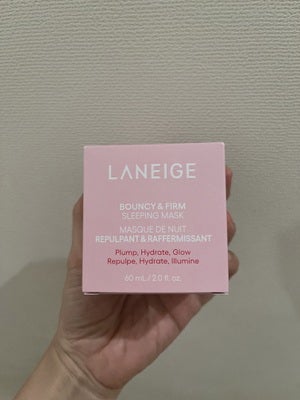 LANEIGE
BOUNCY & FIRM
SLEEPING MASK
MASQUE DE NUIT
REPULPANT & RAFFERMISSANT
Plump, Hydrate, Glow
Repulpe, Hydrate, Illumine
60 mL / 2.0 fl. oz.